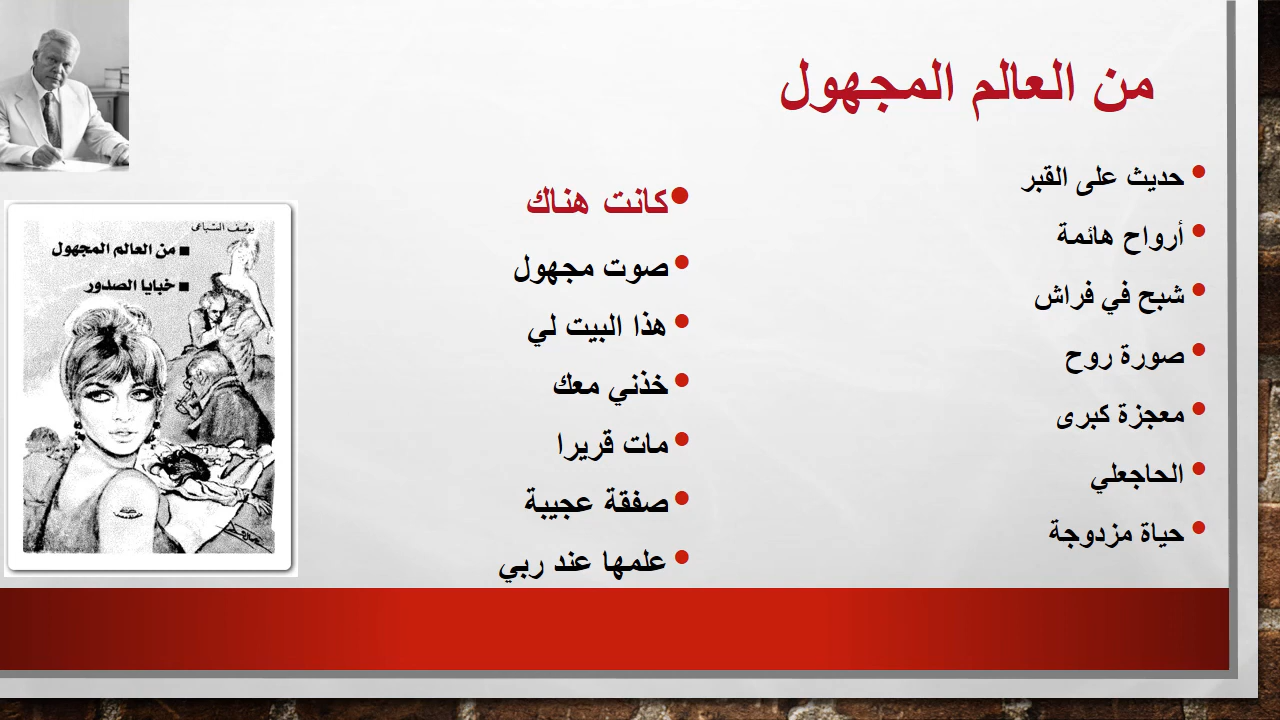 من العالم المجهول
حديث على القبر
أرواح هائمة
شبح في فراش
صورة روح
معجزة كبرى
الحاجعلي
حياة مزدوجة
كانت هناك
صوت مجهول
هذا البيت لي
خذني معك
مات قريرا
صفقة عجيبة
علمها عند ربي
يوسف السباعى
من العالم المجهول
خبايا الصدور